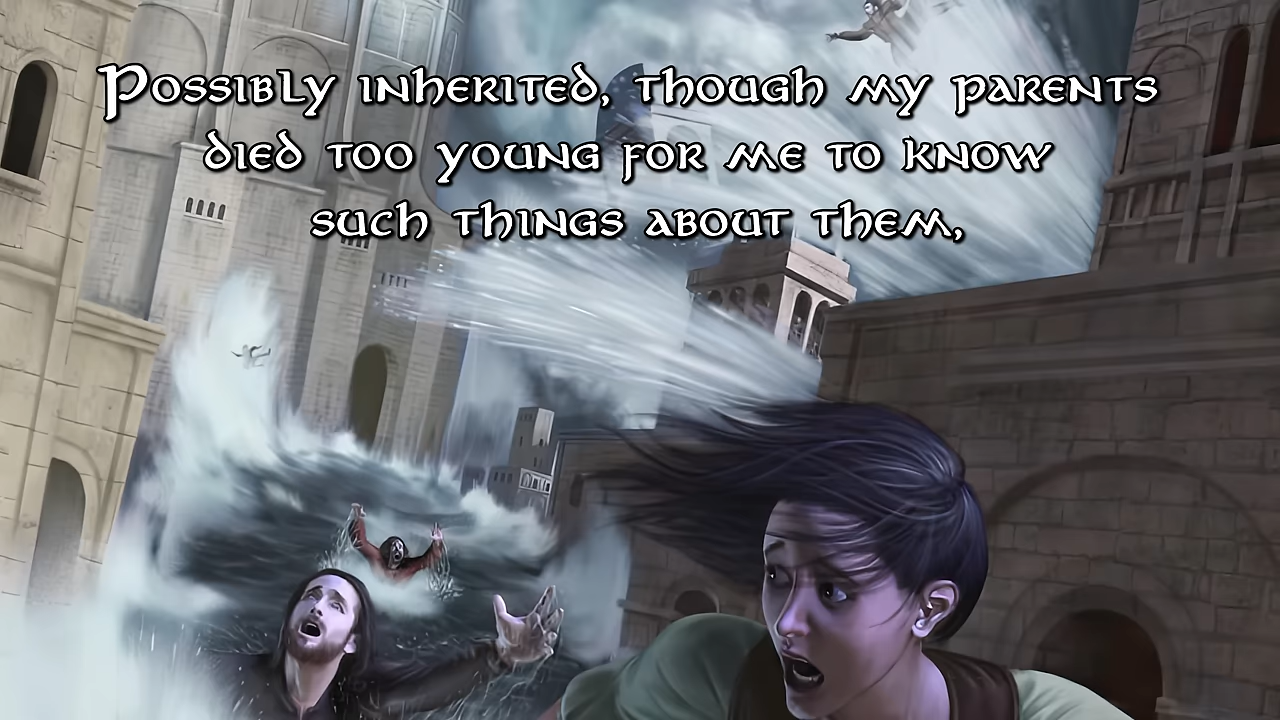 Possibly inherited, though my parents
died too young for me to know
such things about them,